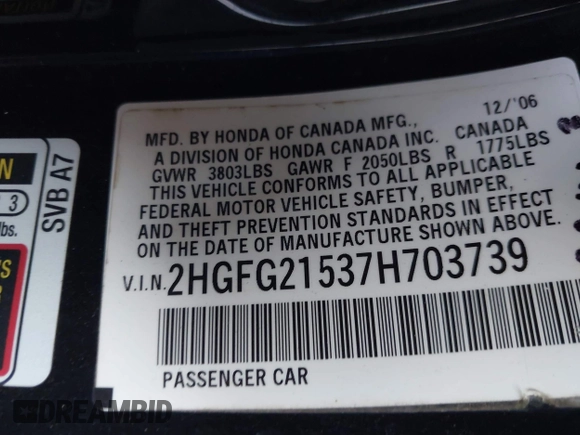 12/'06
MFD. BY HONDA OF CANADA MFG.,
A DIVISION OF HONDA CANADA INC. CANADA
GVWR 3803LBS GAWR F 2050LBS R 1775LBS
THIS VEHICLE CONFORMS TO ALL APPLICABLE
FEDERAL MOTOR VEHICLE SAFETY, BUMPER,
AND THEFT PREVENTION STANDARDS IN EFFECT
ON THE DATE OF MANUFACTURE SHOWN ABOVE.
V.I.N. 2HGFG21537H703739
PASSENGER CAR
SVB A7
3
lbs.
DREAMBID